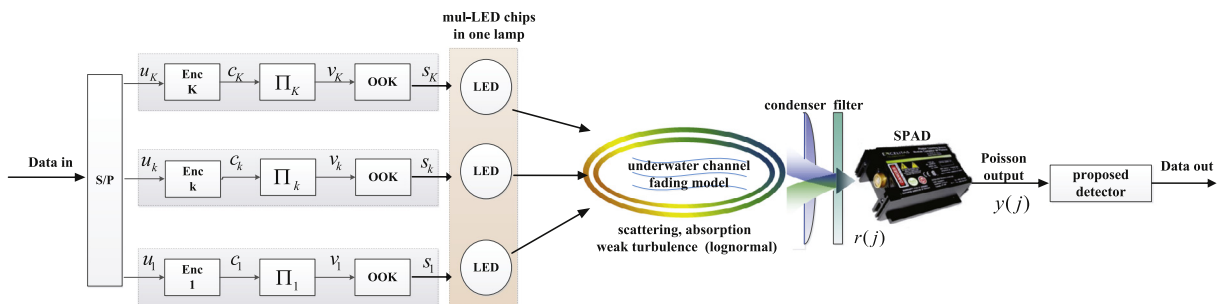 mul-LED chips
in one lamp
Data in
S/P
u_K
Enc
K
c_K
Π_K
v_K
OOK
s_K
LED
u_k
Enc
k
c_k
Π_k
v_k
OOK
s_k
LED
u_1
Enc
1
c_1
Π_1
v_1
OOK
s_1
LED
underwater channel
fading model
scattering, absorption
weak turbulence (lognormal)
condenser
filter
r(j)
SPAD
Poisson
output
y(j)
proposed
detector
Data out